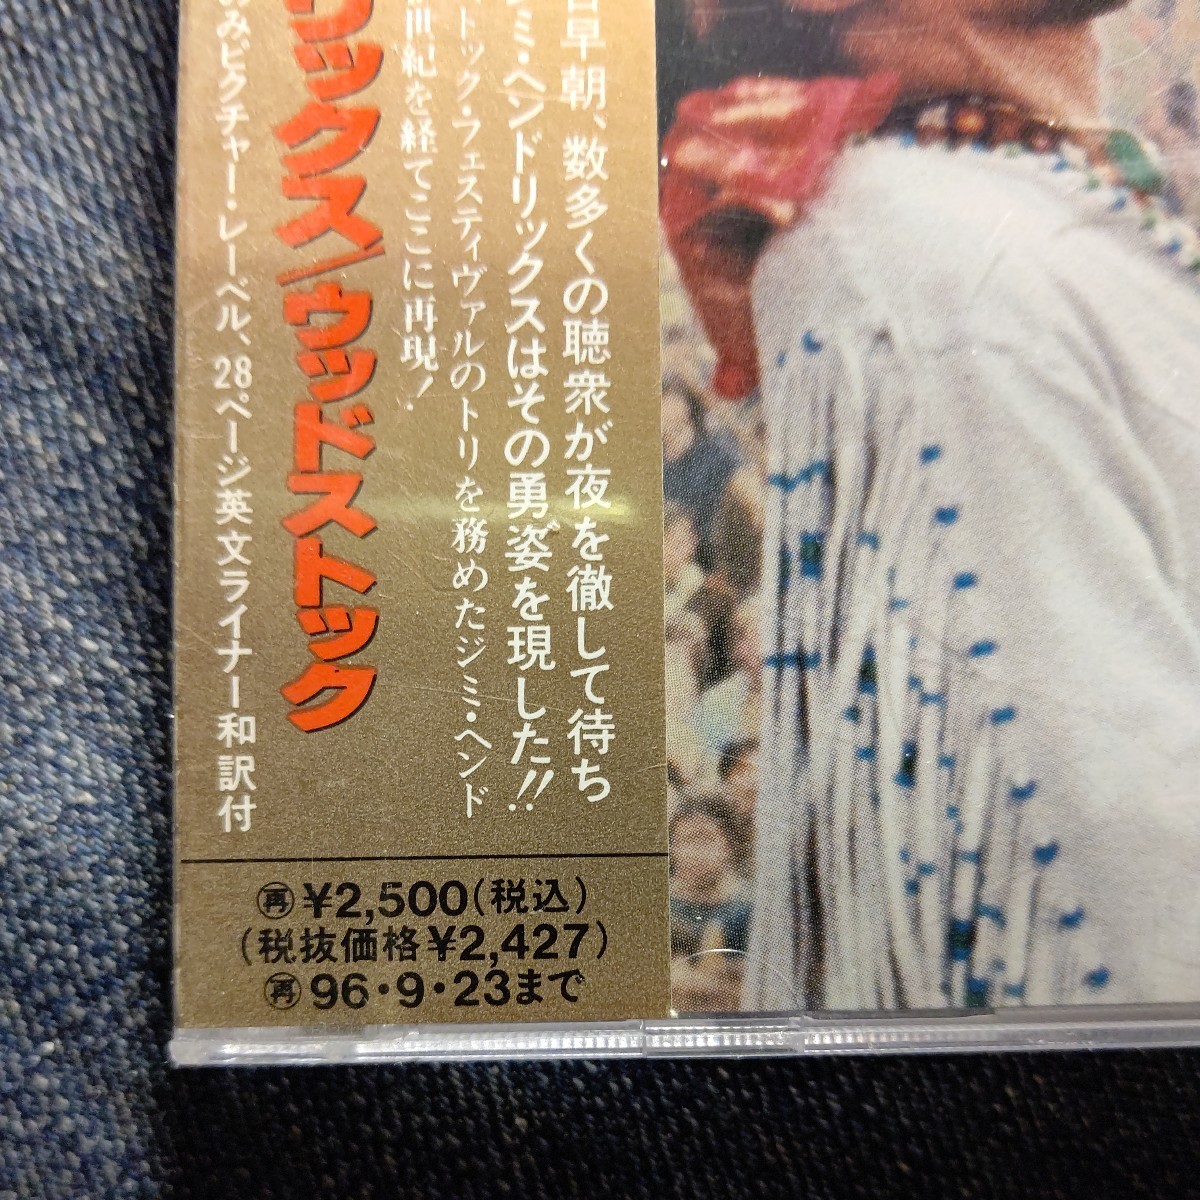 日早朝、数多くの聴衆が夜を徹して待ち
ミ・ヘンドリックスはその勇姿を現した!!
トック・フェスティヴァルのトリを務めたジミ・ヘンド
世紀を経てここに再現!
リックス/ウッドストック
のみピクチャー・レーベル、28ページ英文ライナー和訳付
㊢¥2,500(税込)
(税抜価格¥2,427)
再96・9・23まで